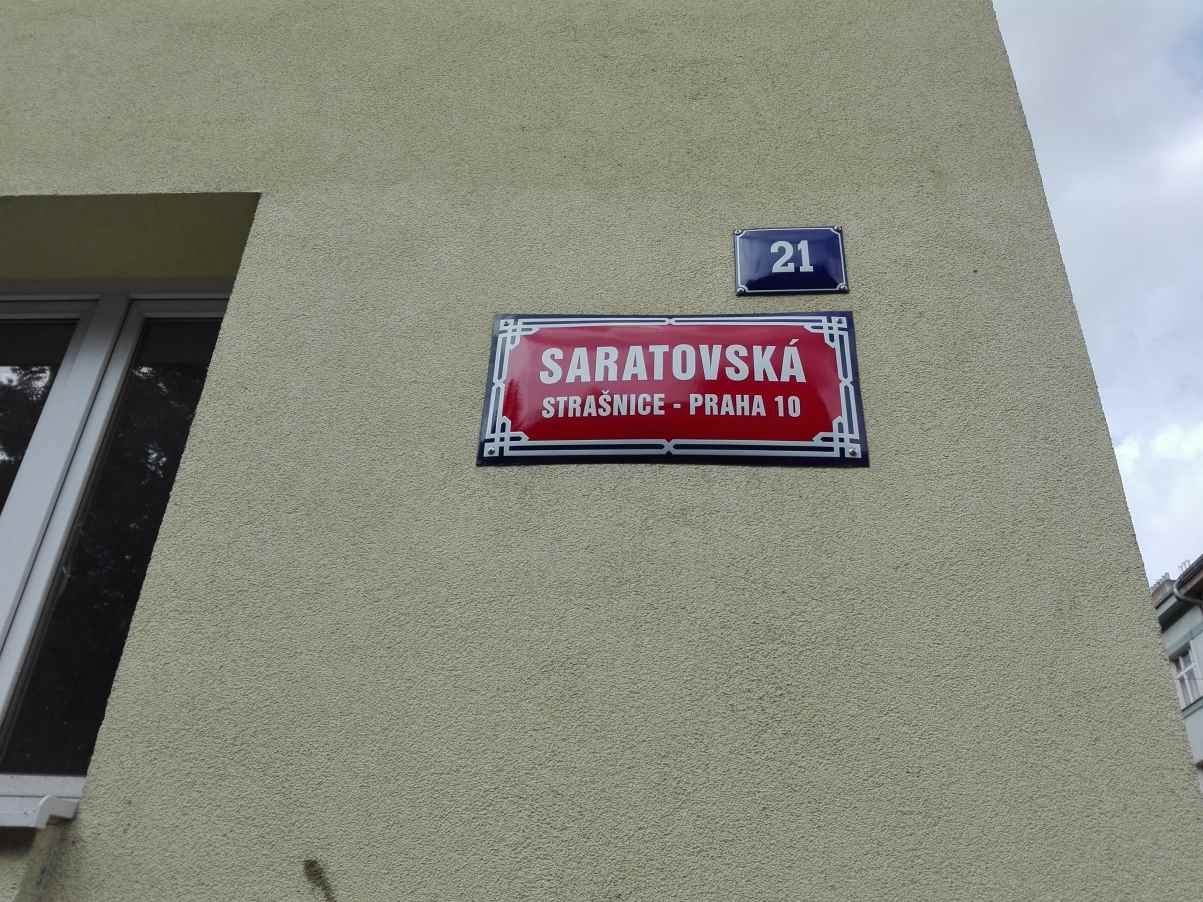 21
SARATOVSKÁ
STRAŠNICE - PRAHA 10